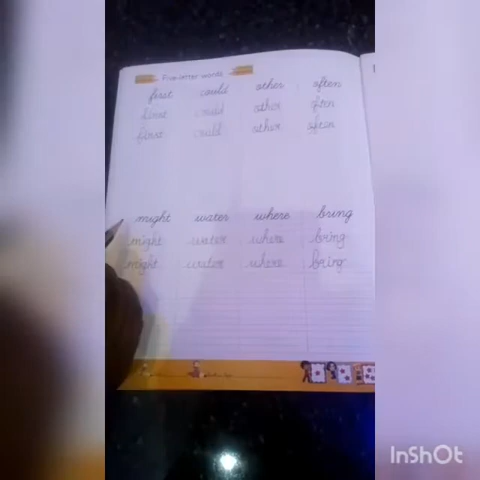 Five-letter words
first could other often
first could other often
first could other often
might water where bring
might water where bring
might water where bring
InShOt